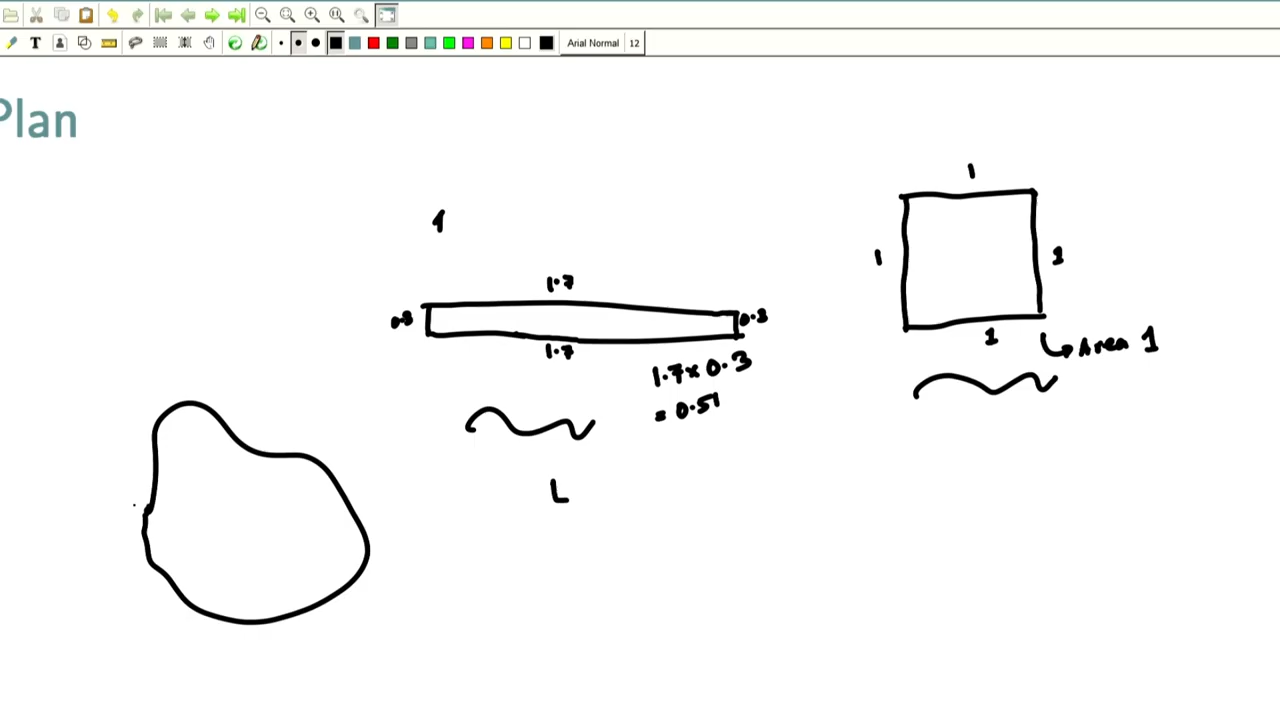 Arial Normal 12
Plan
1
1
1.7
1
1
0.3
0.3
1
1.7
Area 1
1.7 x 0.3
= 0.51
L